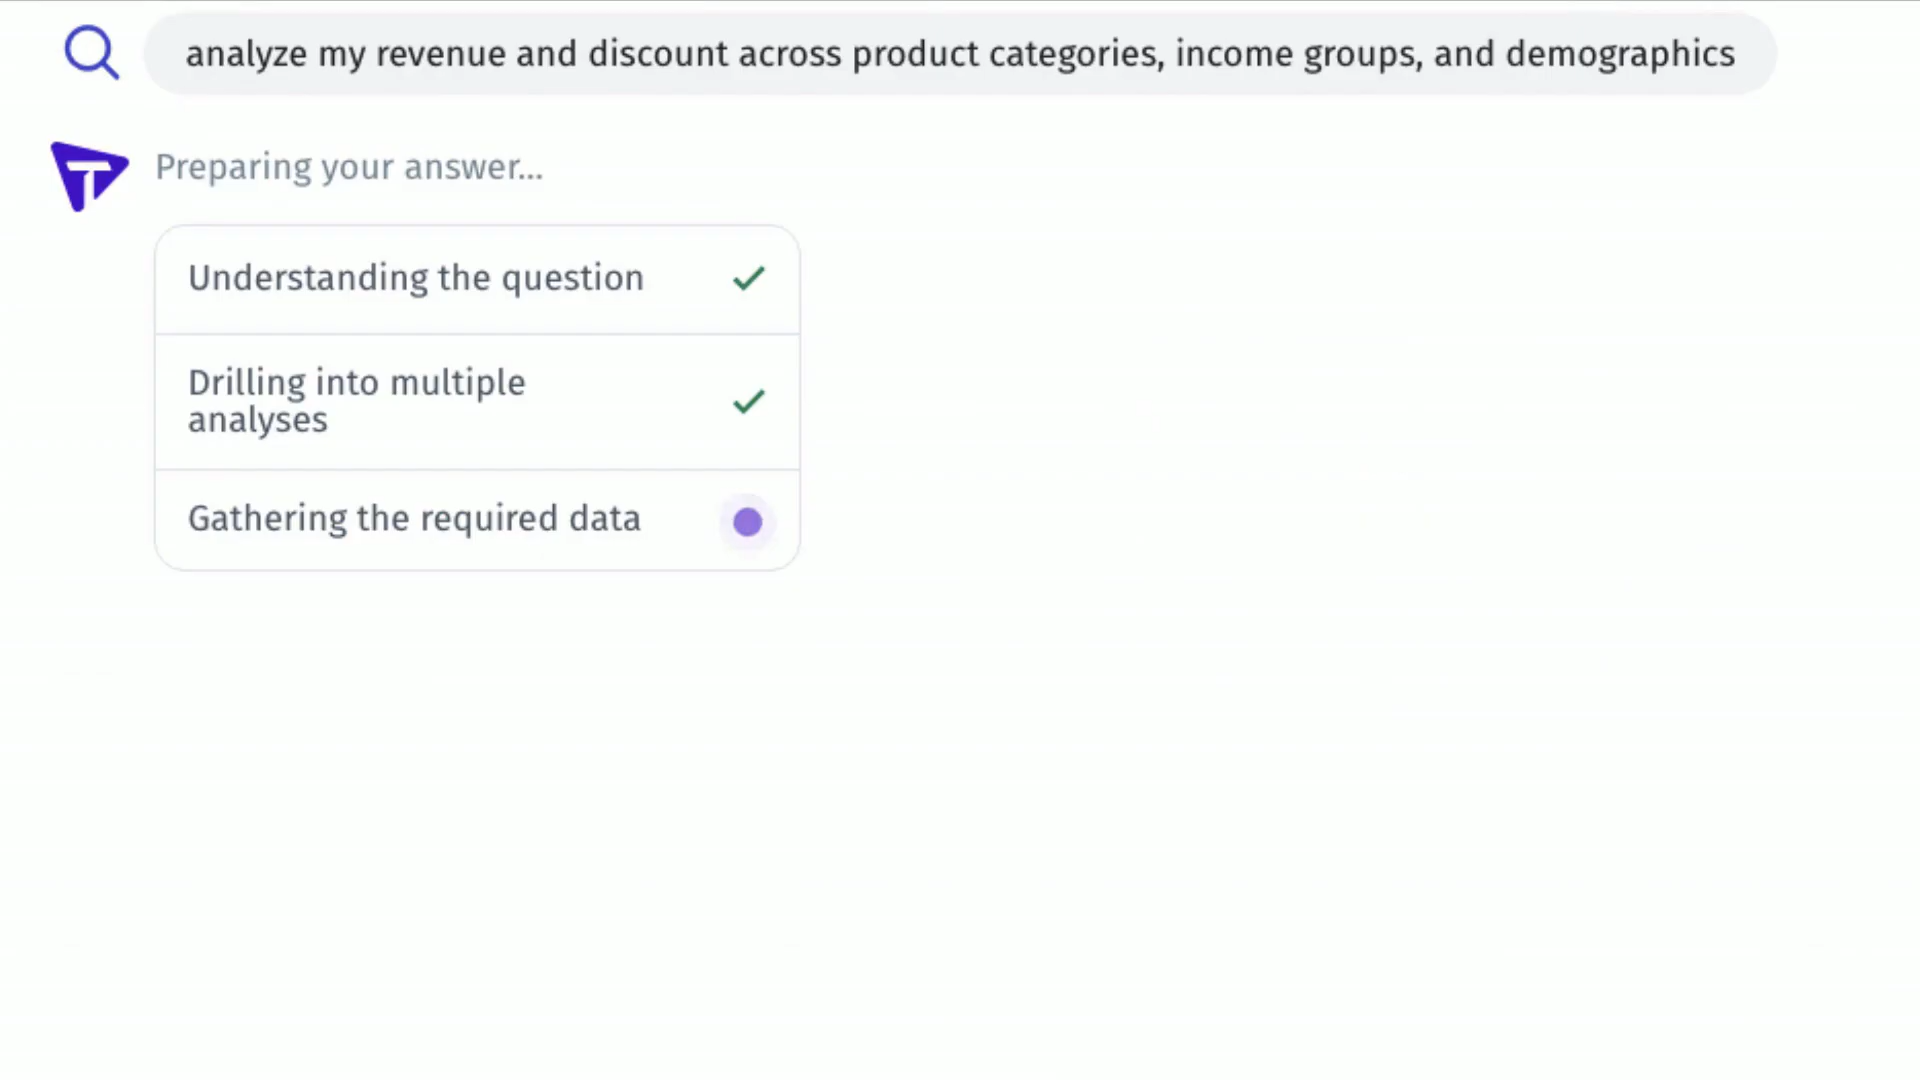 analyze my revenue and discount across product categories, income groups, and demographics
Preparing your answer...
Understanding the question
Drilling into multiple
analyses
Gathering the required data